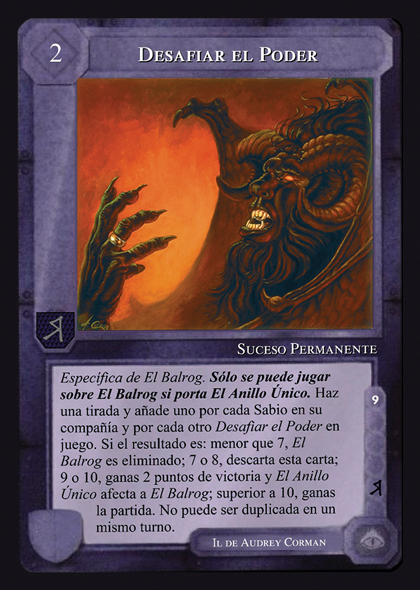 2
Desafiar el Poder
Suceso Permanente
Específica de El Balrog. Sólo se puede jugar
sobre El Balrog si porta El Anillo Único. Haz
una tirada y añade uno por cada Sabio en su
compañía y por cada otro Desafiar el Poder en
juego. Si el resultado es: menor que 7, El
Balrog es eliminado; 7 o 8, descarta esta carta;
9 o 10, ganas 2 puntos de victoria y El Anillo
Único afecta a El Balrog; superior a 10, ganas
la partida. No puede ser duplicada en un
mismo turno.
9
Il de Audrey Corman